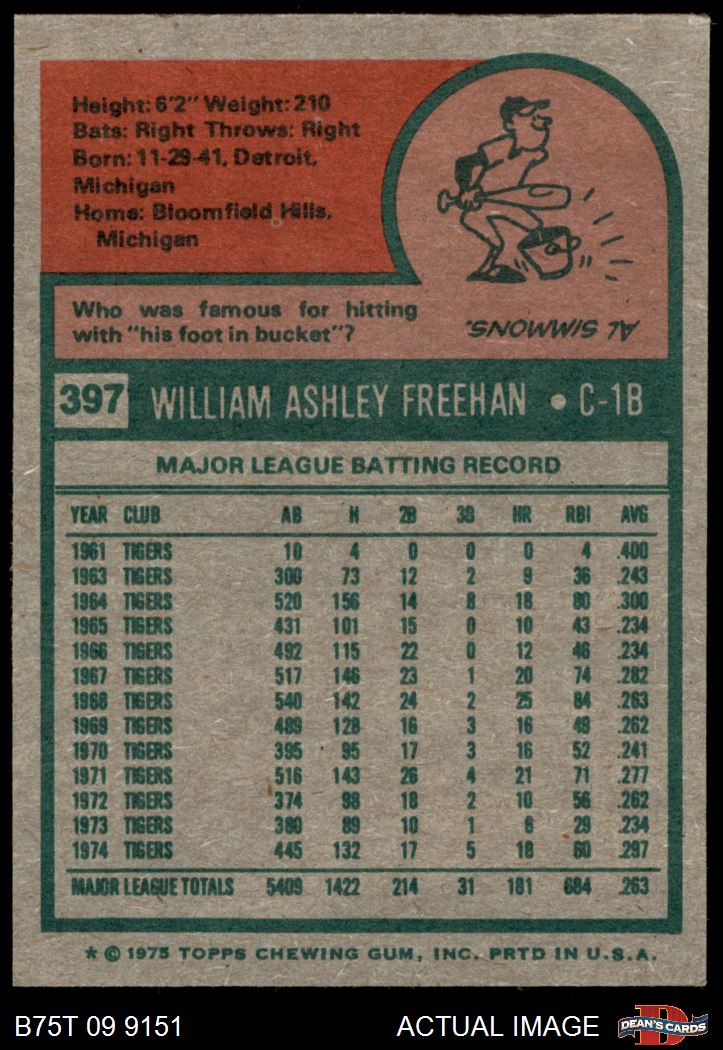 Height: 6'2" Weight: 210
Bats: Right Throws: Right
Born: 11-29-41, Detroit,
Michigan
Home: Bloomfield Hills,
Michigan
Who was famous for hitting
with "his foot in bucket"?
AL SIMMONS.
397 WILLIAM ASHLEY FREEHAN • C-1B
MAJOR LEAGUE BATTING RECORD
YEAR CLUB AB H 2B 3B HR RBI AVG
1961 TIGERS 10 4 0 0 0 4 .400
1963 TIGERS 300 73 12 2 9 36 .243
1964 TIGERS 520 156 14 8 18 80 .300
1965 TIGERS 431 101 15 0 10 43 .234
1966 TIGERS 492 115 22 0 12 46 .234
1967 TIGERS 517 146 23 1 20 74 .282
1968 TIGERS 540 142 24 2 25 84 .263
1969 TIGERS 489 128 16 3 16 49 .262
1970 TIGERS 395 95 17 3 16 52 .241
1971 TIGERS 516 143 26 4 21 71 .277
1972 TIGERS 374 98 18 2 10 56 .262
1973 TIGERS 380 89 10 1 6 29 .234
1974 TIGERS 445 132 17 5 18 60 .297
MAJOR LEAGUE TOTALS 5409 1422 214 31 181 684 .263
* © 1975 TOPPS CHEWING GUM, INC. PRTD IN U.S.A.
B75T 09 9151 ACTUAL IMAGE DEAN'S CARDS